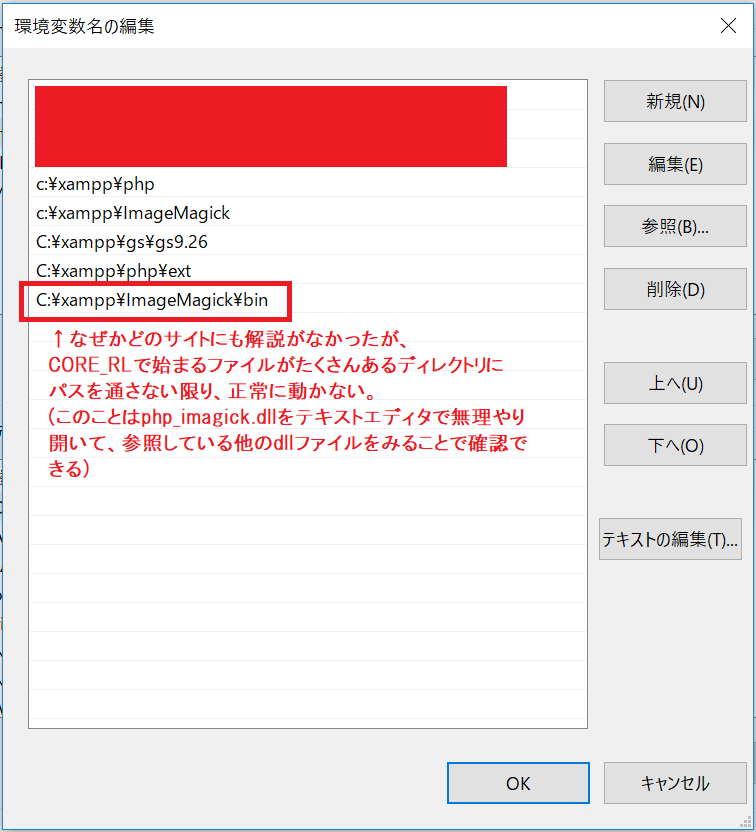 環境変数名の編集
新規(N)
c:¥xampp¥php
編集(E)
c:¥xampp¥ImageMagick
C:¥xampp¥gs¥gs9.26
参照(B)...
C:¥xampp¥php¥ext
C:¥xampp¥ImageMagick¥bin
削除(D)
↑なぜかどのサイトにも解説がなかったが、
CORE_RLで始まるファイルがたくさんあるディレクトリに
パスを通さない限り、正常に動かない。
(このことはphp_imagick.dllをテキストエディタで無理やり
開いて、参照している他のdllファイルをみることで確認で
きる)
上へ(U)
下へ(O)
テキストの編集(T)...
OK
キャンセル